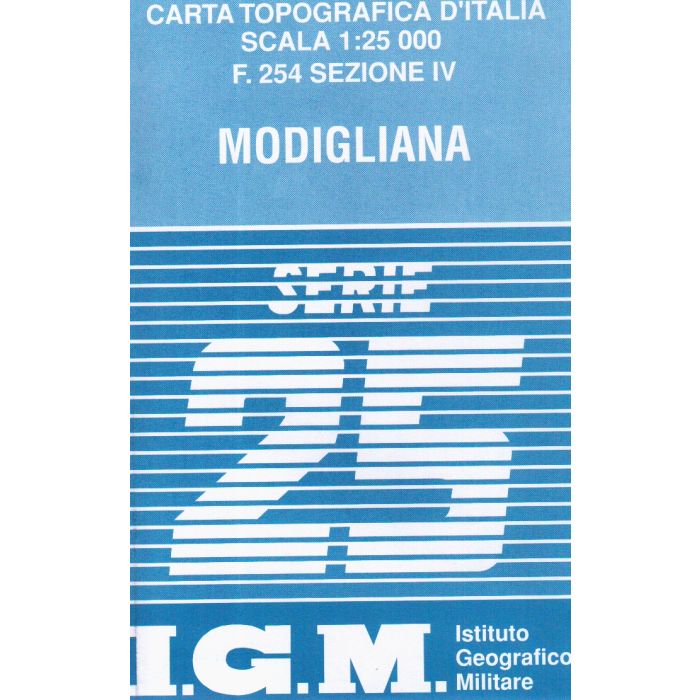 CARTA TOPOGRAFICA D'ITALIA
SCALA 1:25 000
F. 254 SEZIONE IV
MODIGLIANA
SERIE
25
I.G.M.
Istituto
Geografico
Militare